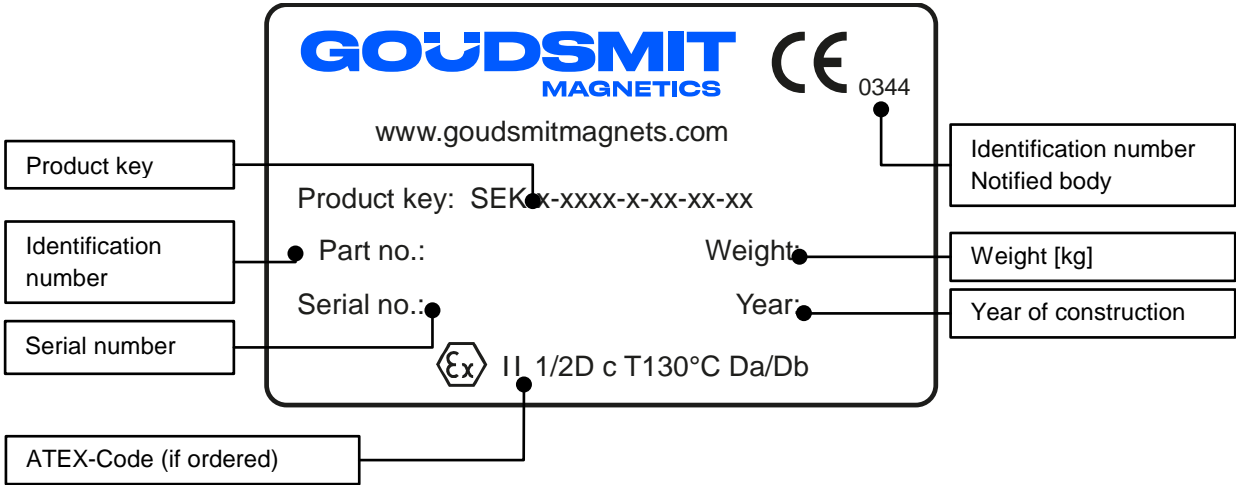 GOUDSMIT
MAGNETICS
CE
0344
www.goudsmitmagnets.com
Product key
Identification number
Notified body
Product key: SEKx-xxxx-x-xx-xx-xx
Identification
number
Part no.:
Weight:
Weight [kg]
Serial no.:
Year:
Year of construction
Serial number
Ex II 1/2D c T130°C Da/Db
ATEX-Code (if ordered)